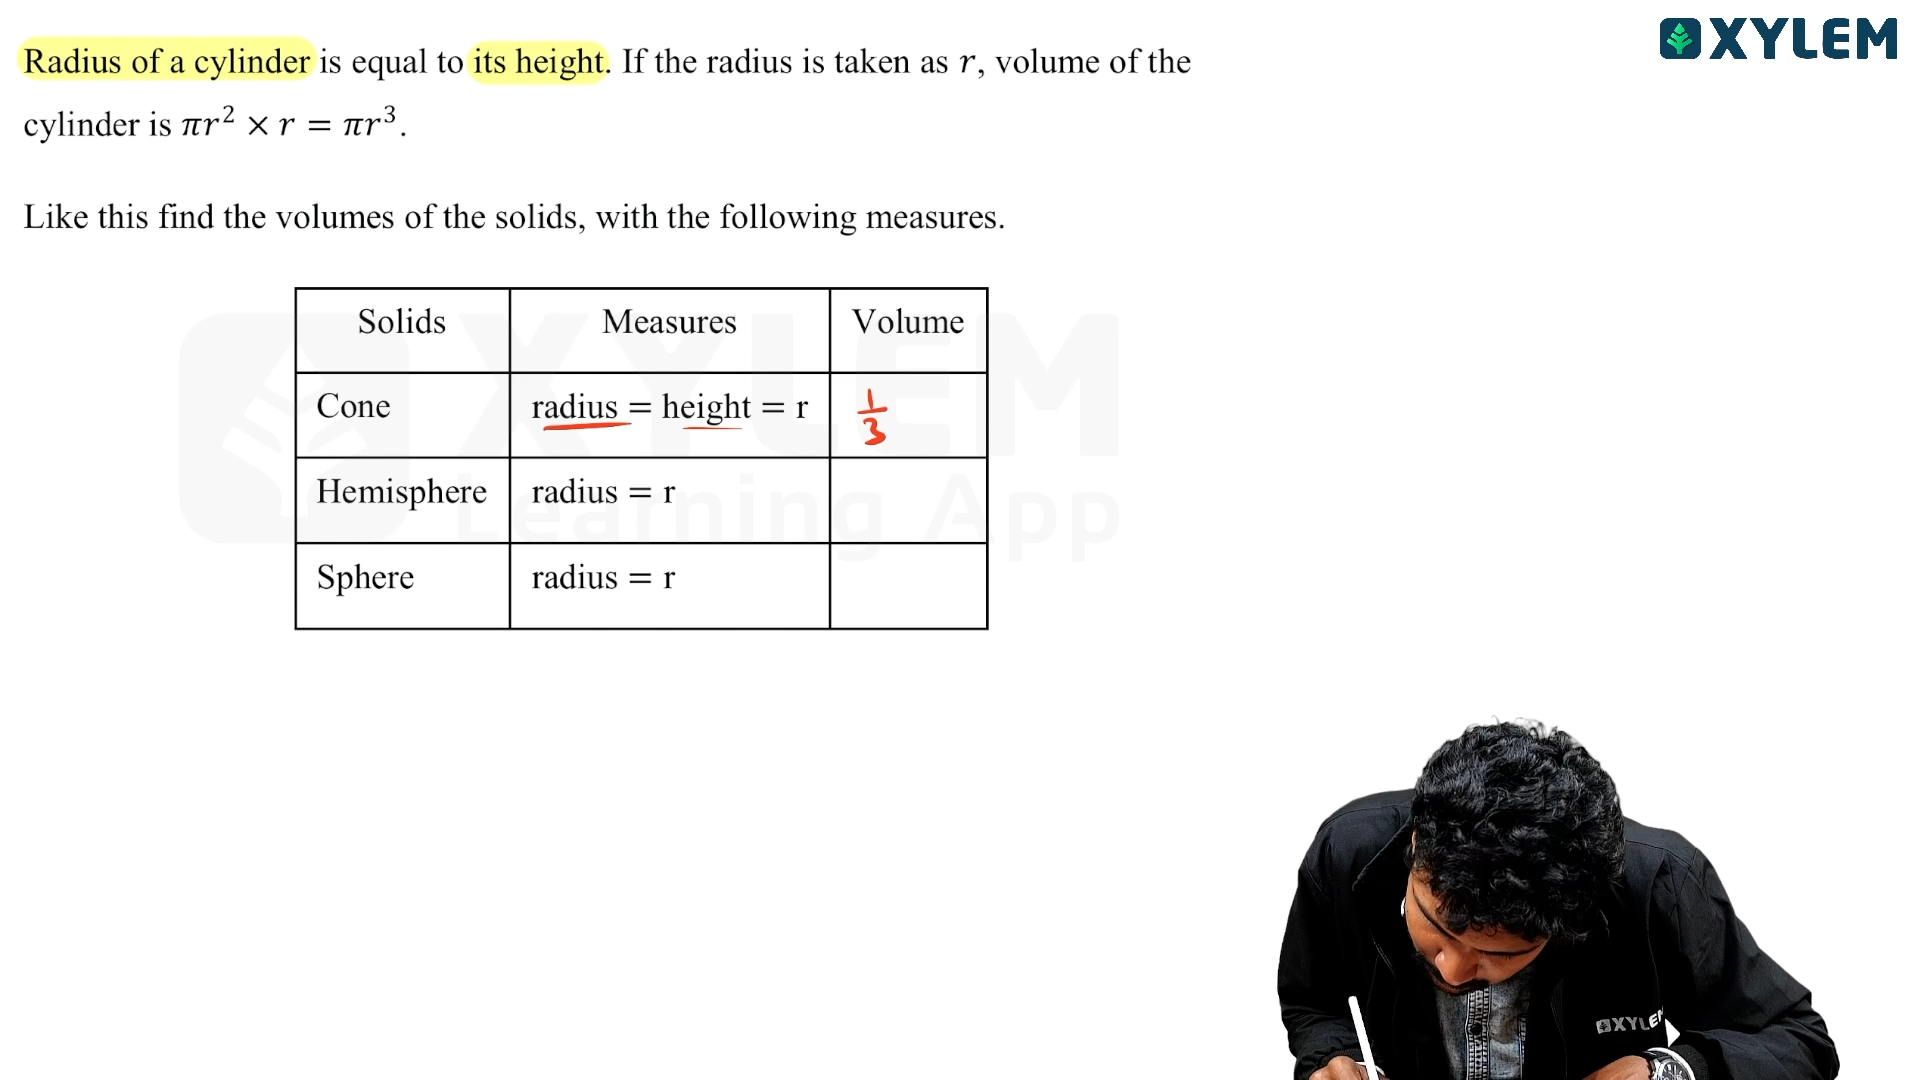 XYLEM
Radius of a cylinder is equal to its height. If the radius is taken as r, volume of the
cylinder is πr² × r = πr³.
Like this find the volumes of the solids, with the following measures.
Solids Measures Volume
Cone radius = height = r 1/3
Hemisphere radius = r
Sphere radius = r
XYLEM
Learning App
XYLEM